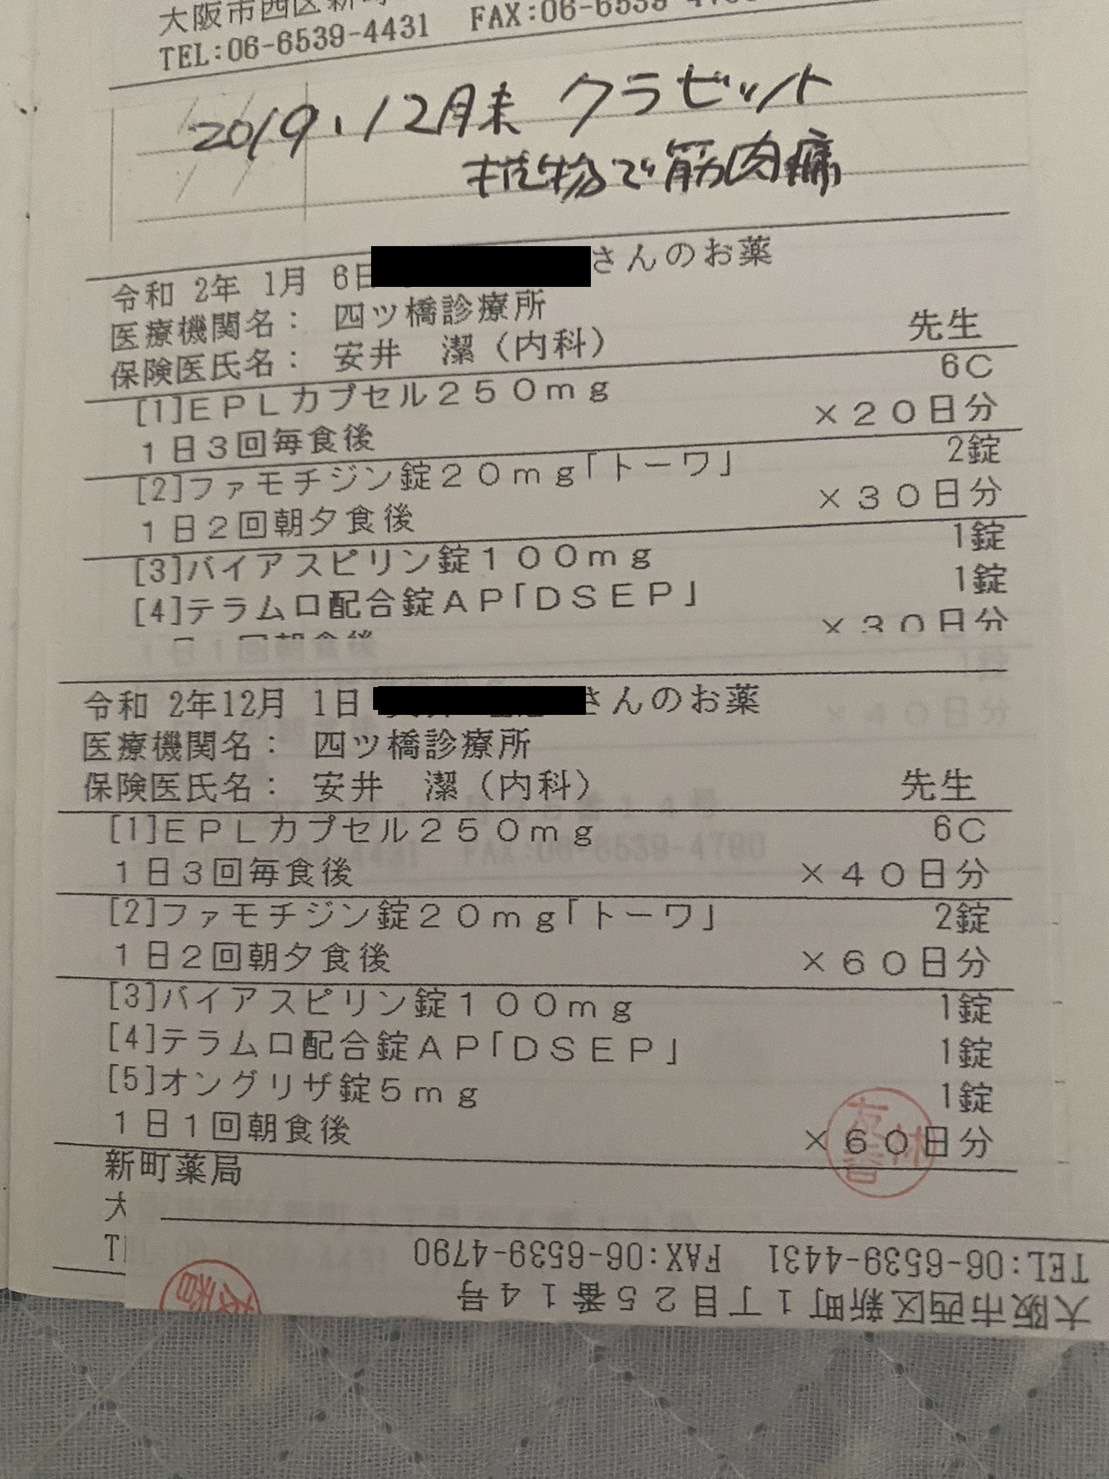 大阪市西区新町
TEL:06-6539-4431 FAX:06-6539-4790
2019.12月末 クラゼット
機物で筋肉痛
令和 2年 1月 6日 さんのお薬
医療機関名： 四ツ橋診療所
保険医氏名： 安井 潔（内科） 先生
[1]ＥＰＬカプセル２５０ｍｇ 6C
１日３回毎食後 ×２０日分
[2]ファモチジン錠２０ｍｇ「トーワ」 2錠
１日２回朝夕食後 ×３０日分
[3]バイアスピリン錠１００ｍｇ 1錠
[4]テラムロ配合錠ＡＰ「ＤＳＥＰ」 1錠
１日１回朝食後 ×３０日分
令和 2年12月 1日 さんのお薬
医療機関名： 四ツ橋診療所
保険医氏名： 安井 潔（内科） 先生
[1]ＥＰＬカプセル２５０ｍｇ 6C
１日３回毎食後 ×４０日分
[2]ファモチジン錠２０ｍｇ「トーワ」 2錠
１日２回朝夕食後 ×６０日分
[3]バイアスピリン錠１００ｍｇ 1錠
[4]テラムロ配合錠ＡＰ「ＤＳＥＰ」 1錠
[5]オングリザ錠５ｍｇ 1錠
１日１回朝食後 ×６０日分
新町薬局
大
T
TEL:06-6539-4431 FAX:06-6539-4790
大阪市西区新町１丁目２５番１４号